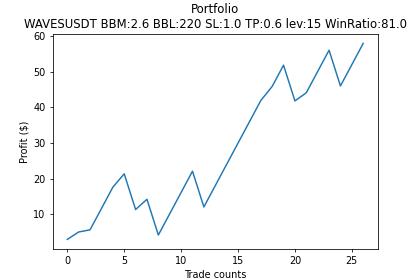 Portfolio
WAVESUSDT BBM:2.6 BBL:220 SL:1.0 TP:0.6 lev:15 WinRatio:81.0
60
50
40
30
20
10
Profit ($)
0 5 10 15 20 25
Trade counts